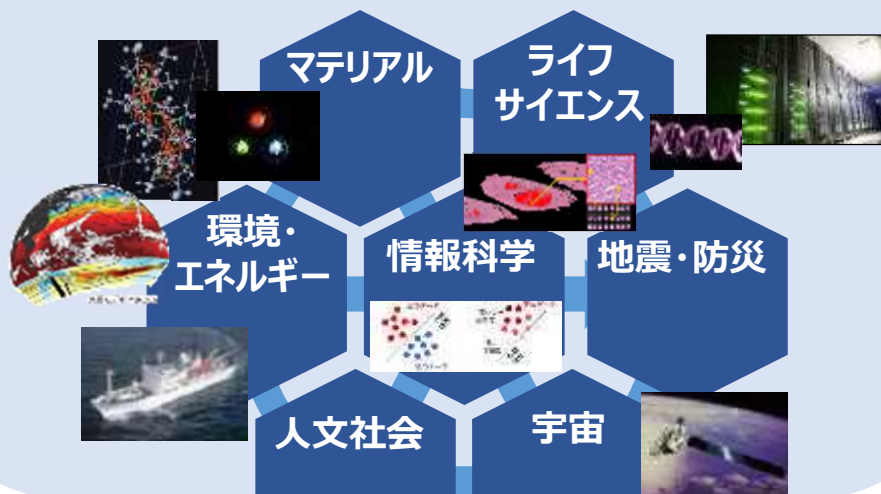 マテリアル
ライフ
サイエンス
環境・
エネルギー
情報科学
地震・防災
人文社会
宇宙